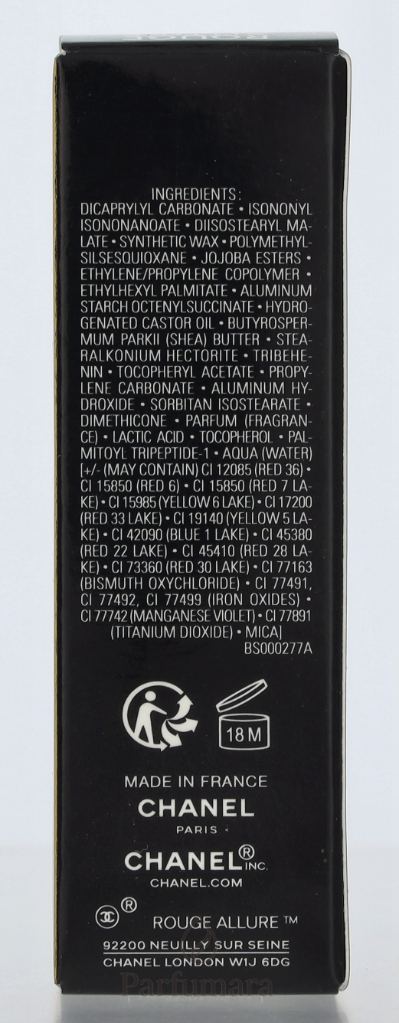 INGREDIENTS:
DICAPRYLYL CARBONATE • ISONONYL
ISONONANOATE • DIISOSTEARYL MA-
LATE • SYNTHETIC WAX • POLYMETHYL-
SILSESQUIOXANE • JOJOBA ESTERS •
ETHYLENE/PROPYLENE COPOLYMER •
ETHYLHEXYL PALMITATE • ALUMINUM
STARCH OCTENYLSUCCINATE • HYDRO-
GENATED CASTOR OIL • BUTYROSPER-
MUM PARKII (SHEA) BUTTER • STEA-
RALKONIUM HECTORITE • TRIBEHE-
NIN • TOCOPHERYL ACETATE • PROPY-
LENE CARBONATE • ALUMINUM HY-
DROXIDE • SORBITAN ISOSTEARATE •
DIMETHICONE • PARFUM (FRAGRAN-
CE) • LACTIC ACID • TOCOPHEROL • PAL-
MITOYL TRIPEPTIDE-1 • AQUA (WATER)
[+/- (MAY CONTAIN) CI 12085 (RED 36) •
CI 15850 (RED 6) • CI 15850 (RED 7 LA-
KE) • CI 15985 (YELLOW 6 LAKE) • CI 17200
(RED 33 LAKE) • CI 19140 (YELLOW 5 LA-
KE) • CI 42090 (BLUE 1 LAKE) • CI 45380
(RED 22 LAKE) • CI 45410 (RED 28 LA-
KE) • CI 73360 (RED 30 LAKE) • CI 77163
(BISMUTH OXYCHLORIDE) • CI 77491,
CI 77492, CI 77499 (IRON OXIDES) •
CI 77742 (MANGANESE VIOLET) • CI 77891
(TITANIUM DIOXIDE) • MICA]
BS000277A
18 M
MADE IN FRANCE
CHANEL
PARIS
CHANEL® INC.
CHANEL.COM
® ROUGE ALLURE™
92200 NEUILLY SUR SEINE
CHANEL LONDON W1J 6DG
Parfumara